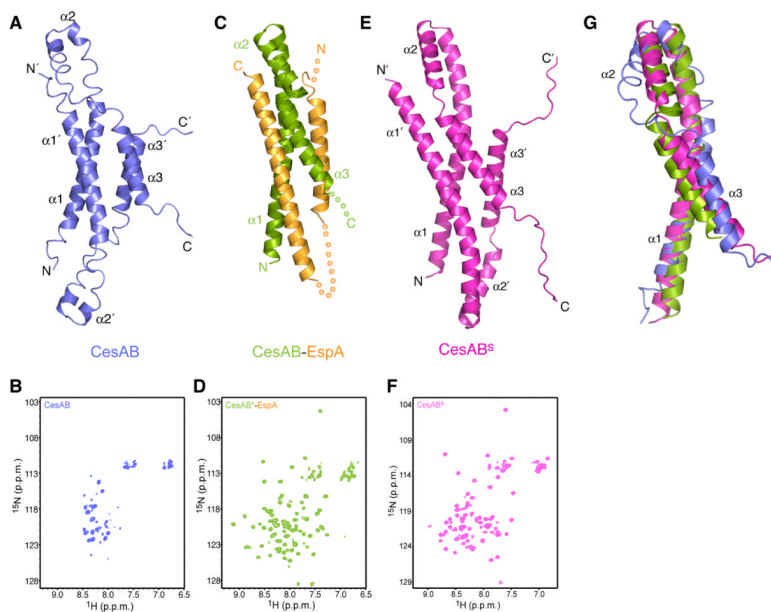 A
α2
N´
α1´
α1
N
α2´
C´
α3´
α3
C
CesAB
C
α2
N
C
α3
C
α1
N
CesAB-EspA
E
α2
N´
α1´
C´
α3´
α3
α1
N
α2´
C
CesABˢ
G
α2
α3
α1
B
CesAB
103
108
113
118
123
128
¹⁵N (p.p.m.)
9.0 8.5 8.0 7.5 7.0 6.5
¹H (p.p.m.)
D
CesAB*-EspA
103
108
113
118
123
128
¹⁵N (p.p.m.)
9.0 8.5 8.0 7.5 7.0 6.5
¹H (p.p.m.)
F
CesABˢ
104
109
114
119
124
129
¹⁵N (p.p.m.)
9.0 8.5 8.0 7.5 7.0
¹H (p.p.m.)